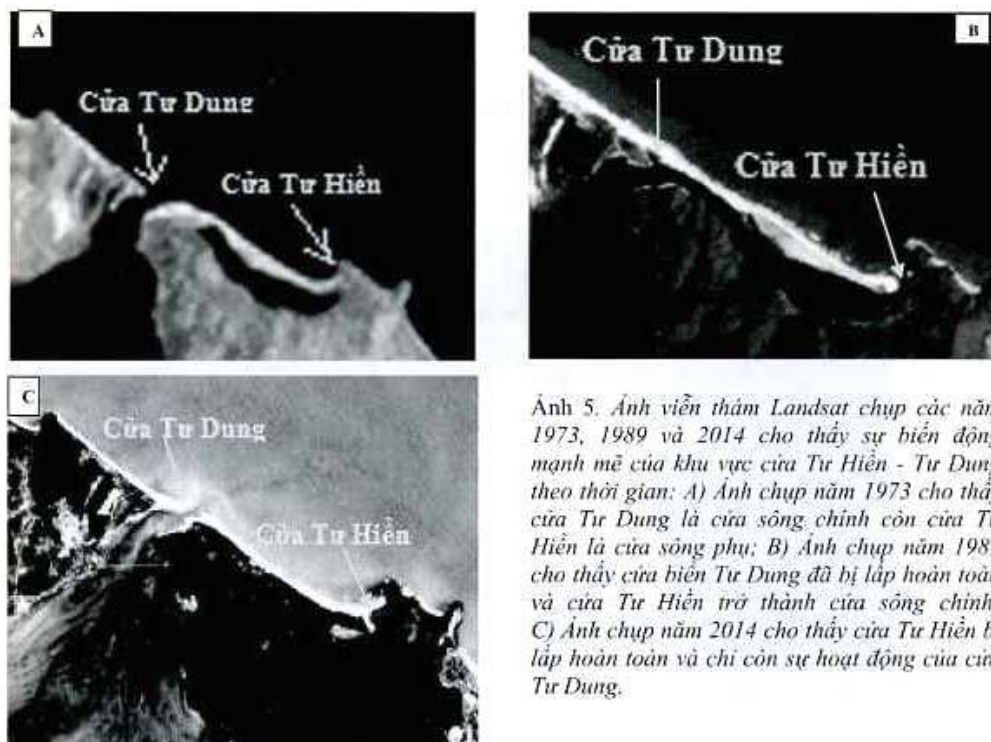 A
Cửa Tư Dung
Cửa Tư Hiền
B
Cửa Tư Dung
Cửa Tư Hiền
C
Cửa Tư Dung
Cửa Tư Hiền
Ảnh 5. Ảnh viễn thám Landsat chụp các năm
1973, 1989 và 2014 cho thấy sự biến động
mạnh mẽ của khu vực cửa Tư Hiền - Tư Dung
theo thời gian: A) Ảnh chụp năm 1973 cho thấy
cửa Tư Dung là cửa sông chính còn cửa Tư
Hiền là cửa sông phụ; B) Ảnh chụp năm 198
cho thấy cửa biển Tư Dung đã bị lấp hoàn toàn
và cửa Tư Hiền trở thành cửa sông chính
C) Ảnh chụp năm 2014 cho thấy cửa Tư Hiền b
lấp hoàn toàn và chỉ còn sự hoạt động của cửa
Tư Dung.